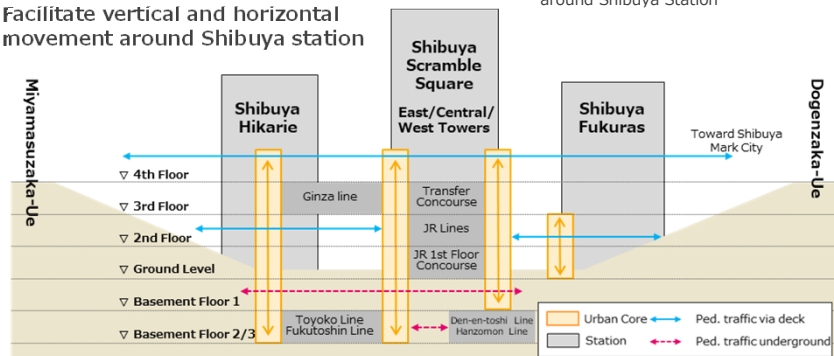 around Shibuya Station
Facilitate vertical and horizontal
movement around Shibuya station
Shibuya
Scramble
Square
East/Central/
West Towers
Shibuya
Hikarie
Shibuya
Fukuras
Miyamasuzaka-Ue
Dogenzaka-Ue
Toward Shibuya
Mark City
▽ 4th Floor
Ginza line
Transfer
Concourse
▽ 3rd Floor
JR Lines
▽ 2nd Floor
JR 1st Floor
Concourse
▽ Ground Level
▽ Basement Floor 1
Toyoko Line
Fukutoshin Line
Den-en-toshi Line
Hanzomon Line
▽ Basement Floor 2/3
Urban Core
Ped. traffic via deck
Station
Ped. traffic underground